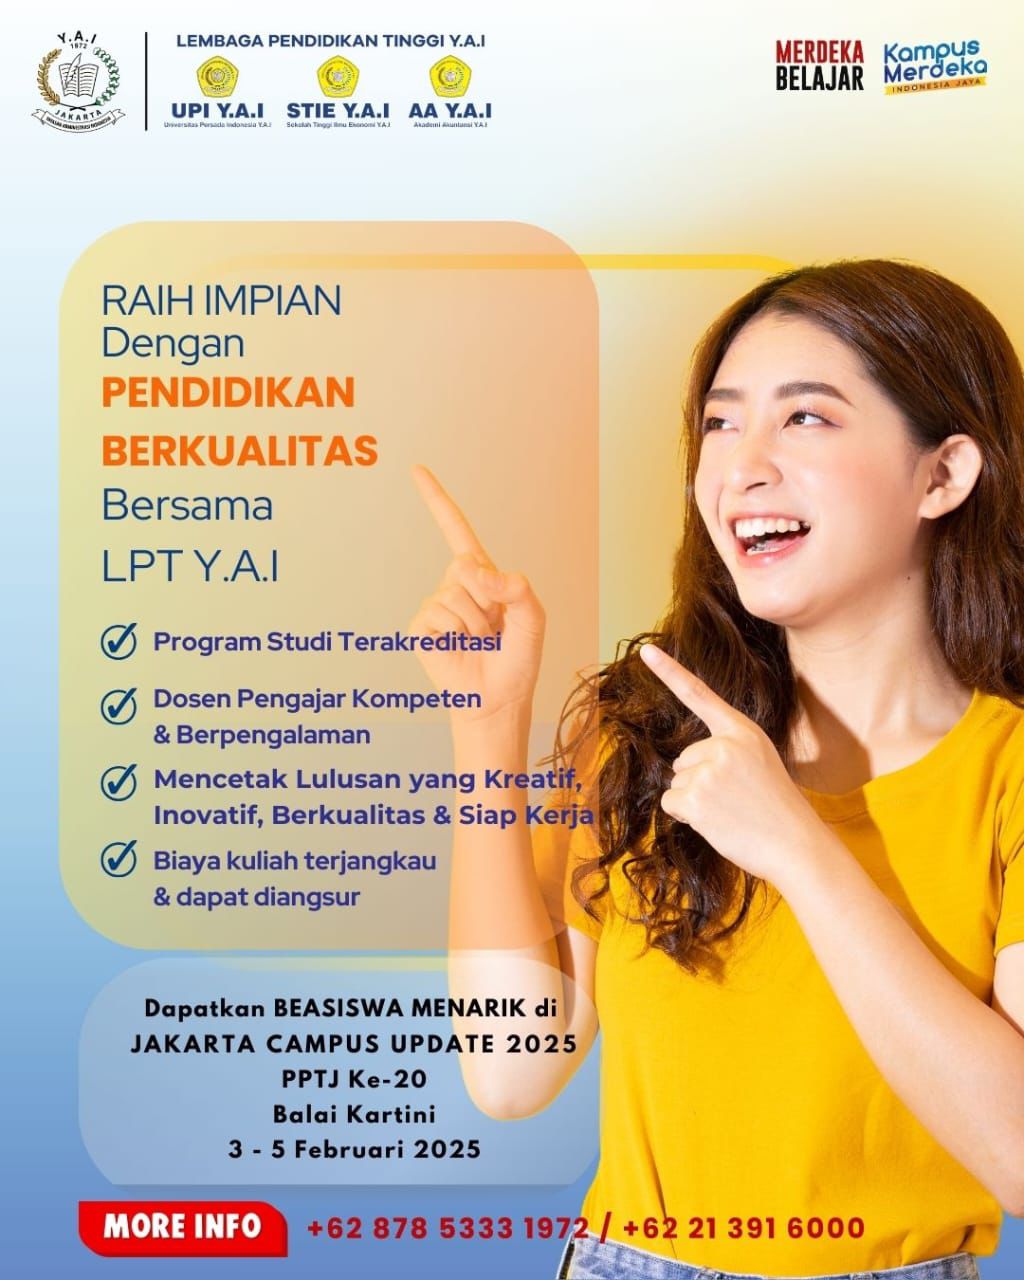 Y.A.I
1972
JAKARTA
LEMBAGA PENDIDIKAN TINGGI Y.A.I
UPI Y.A.I
Universitas Persada Indonesia Y.A.I
STIE Y.A.I
Sekolah Tinggi Ilmu Ekonomi Y.A.I
AA Y.A.I
Akademi Akuntansi Y.A.I
MERDEKA
BELAJAR
Kampus
Merdeka
INDONESIA JAYA
RAIH IMPIAN
Dengan
PENDIDIKAN
BERKUALITAS
Bersama
LPT Y.A.I
Program Studi Terakreditasi
Dosen Pengajar Kompeten
& Berpengalaman
Mencetak Lulusan yang Kreatif,
Inovatif, Berkualitas & Siap Kerja
Biaya kuliah terjangkau
& dapat diangsur
Dapatkan BEASISWA MENARIK di
JAKARTA CAMPUS UPDATE 2025
PPTJ Ke-20
Balai Kartini
3 - 5 Februari 2025
MORE INFO
+62 878 5333 1972 / +62 21 391 6000